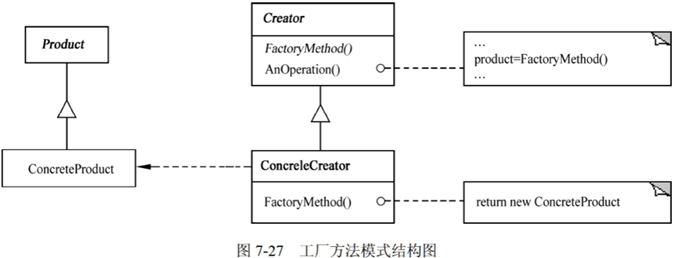 Creator
Product
FactoryMethod()
AnOperation()
...
product=FactoryMethod()
...
ConcreteProduct
ConcreleCreator
FactoryMethod()
return new ConcreteProduct
图 7-27 工厂方法模式结构图